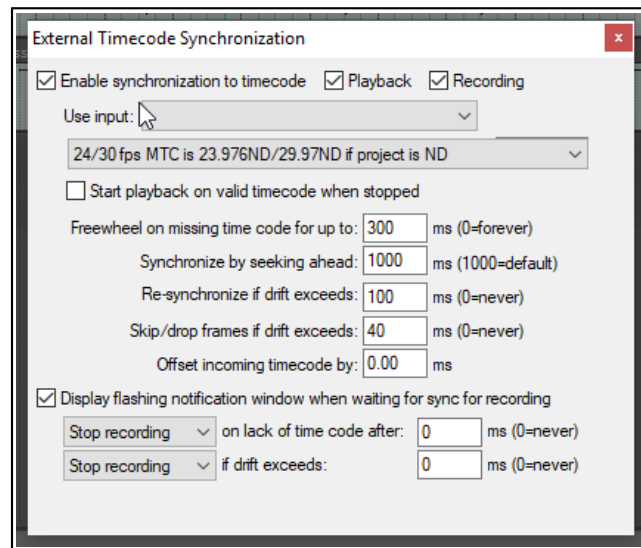 External Timecode Synchronization x
Enable synchronization to timecode Playback Recording
Use input:
24/30 fps MTC is 23.976ND/29.97ND if project is ND
Start playback on valid timecode when stopped
Freewheel on missing time code for up to: 300 ms (0=forever)
Synchronize by seeking ahead: 1000 ms (1000=default)
Re-synchronize if drift exceeds: 100 ms (0=never)
Skip/drop frames if drift exceeds: 40 ms (0=never)
Offset incoming timecode by: 0.00 ms
Display flashing notification window when waiting for sync for recording
Stop recording on lack of time code after: 0 ms (0=never)
Stop recording if drift exceeds: 0 ms (0=never)